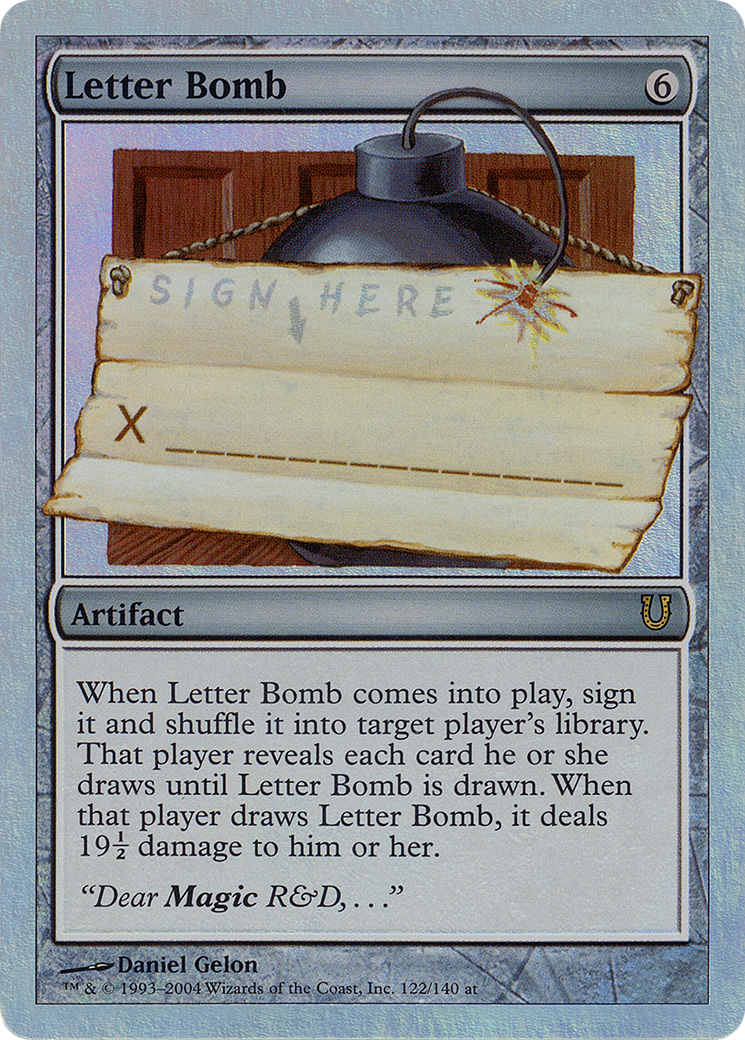 Letter Bomb 6
SIGN HERE
X
Artifact
When Letter Bomb comes into play, sign
it and shuffle it into target player's library.
That player reveals each card he or she
draws until Letter Bomb is drawn. When
that player draws Letter Bomb, it deals
19½ damage to him or her.
“Dear Magic R&D, . . .”
Daniel Gelon
™ & © 1993–2004 Wizards of the Coast, Inc. 122/140 at